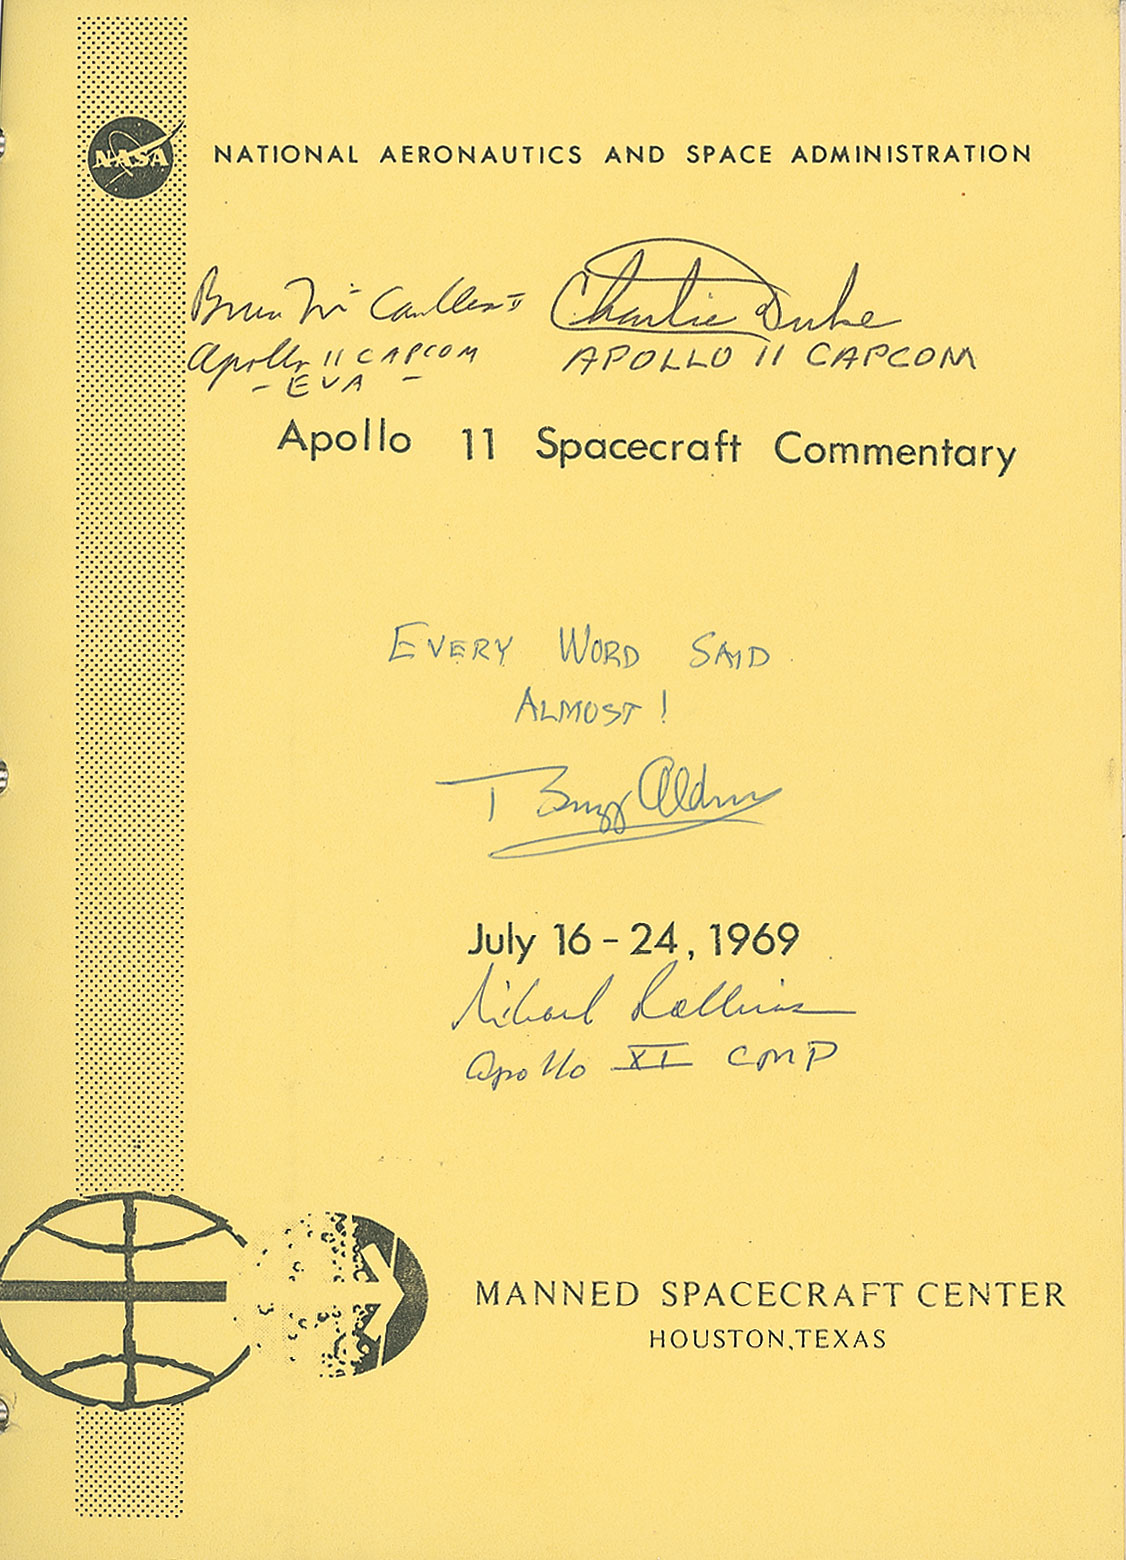 NASA
NATIONAL AERONAUTICS AND SPACE ADMINISTRATION
Bruce McCandless II
Apollo 11 CAPCOM
- EVA -
Charlie Duke
APOLLO 11 CAPCOM
Apollo 11 Spacecraft Commentary
EVERY WORD SAID
ALMOST!
Buzz Aldrin
July 16 - 24, 1969
Michael Collins
Apollo XI CMP
MANNED SPACECRAFT CENTER
HOUSTON, TEXAS